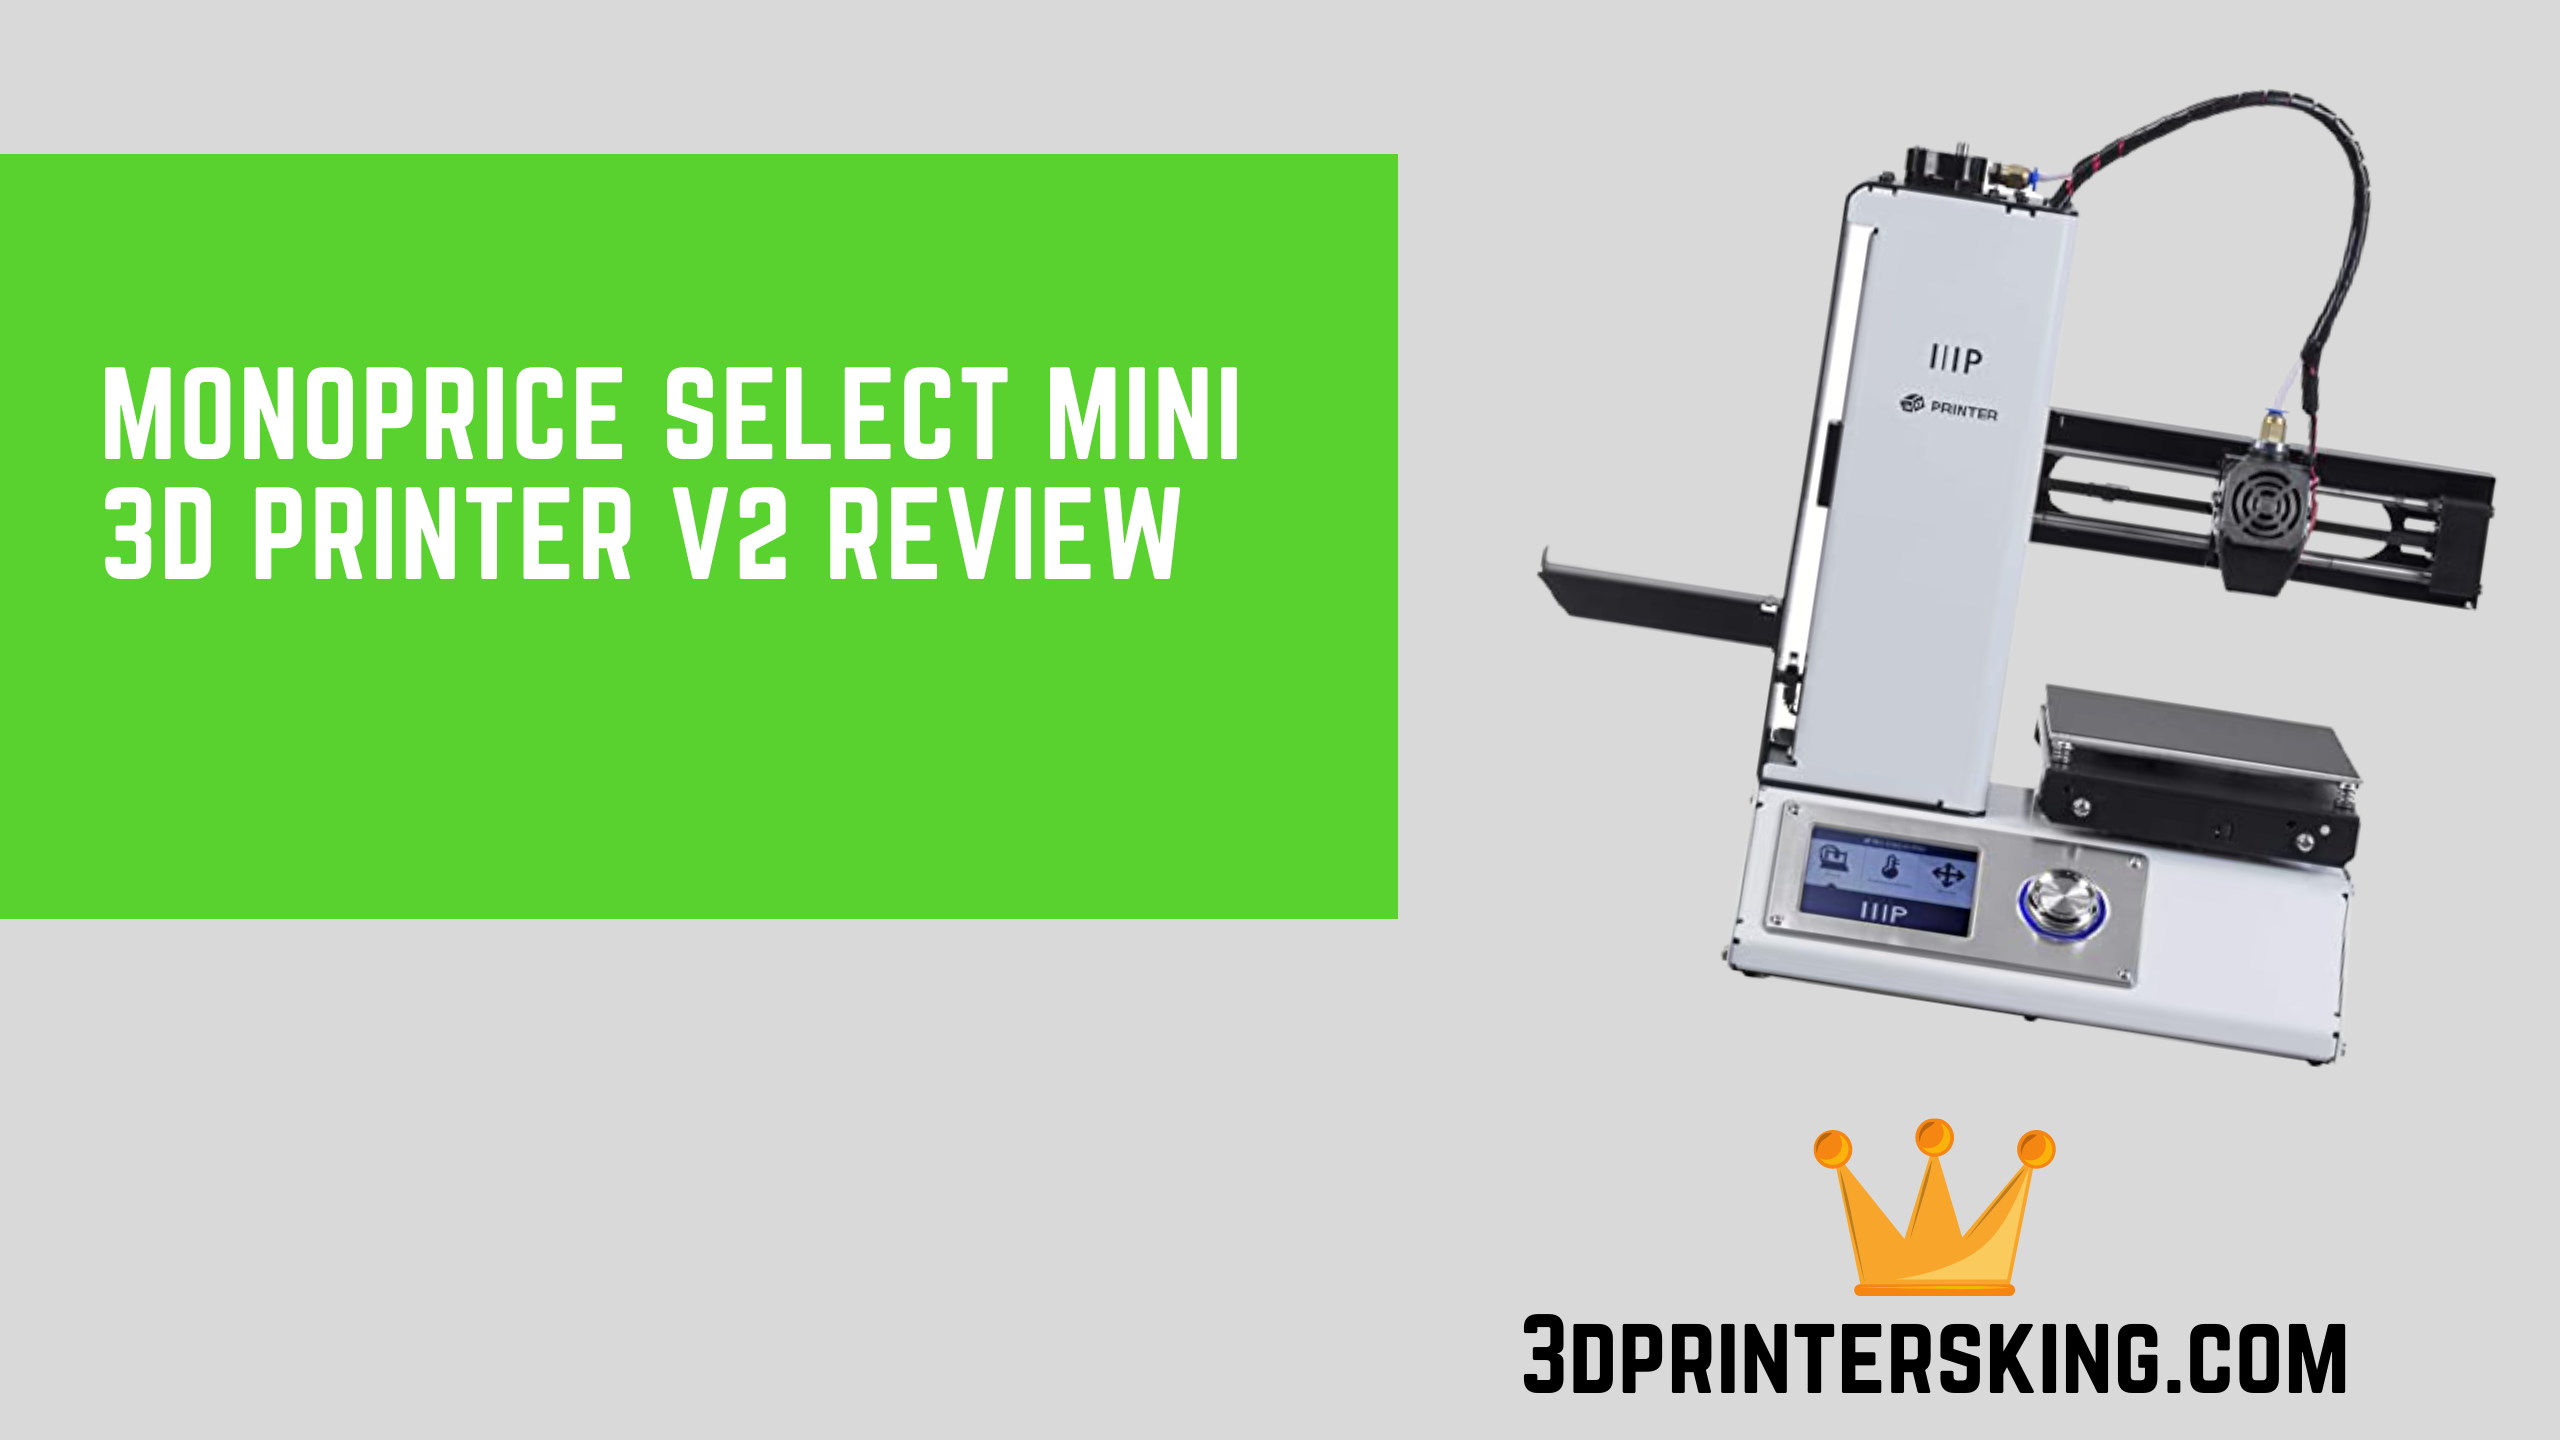 MONOPRICE SELECT MINI
3D PRINTER V2 REVIEW
IIIP
PRINTER
IIIP
3DPRINTERSKING.COM